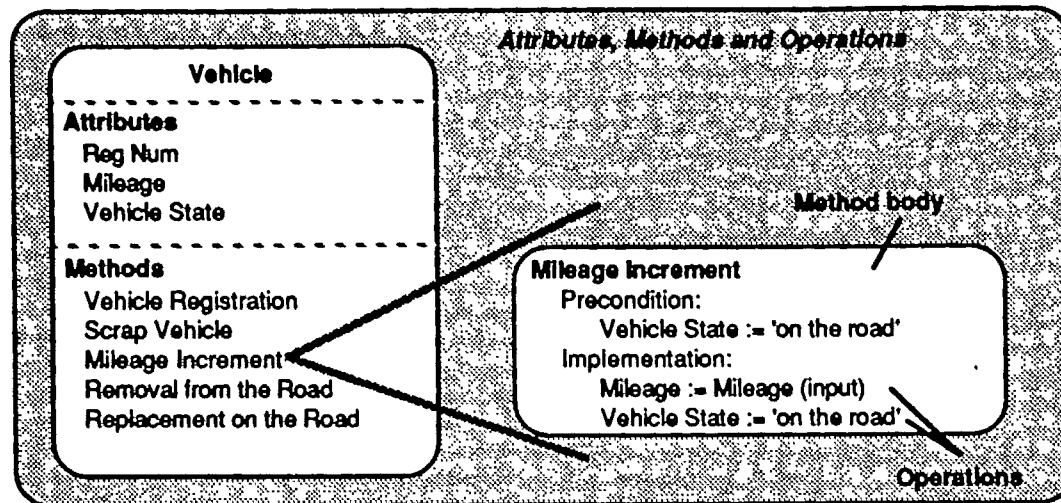 Attributes, Methods and Operations
Vehicle
Attributes
Reg Num
Mileage
Vehicle State
Methods
Vehicle Registration
Scrap Vehicle
Mileage Increment
Removal from the Road
Replacement on the Road
Method body
Mileage Increment
Precondition:
Vehicle State := 'on the road'
Implementation:
Mileage := Mileage (input)
Vehicle State := 'on the road'
Operations